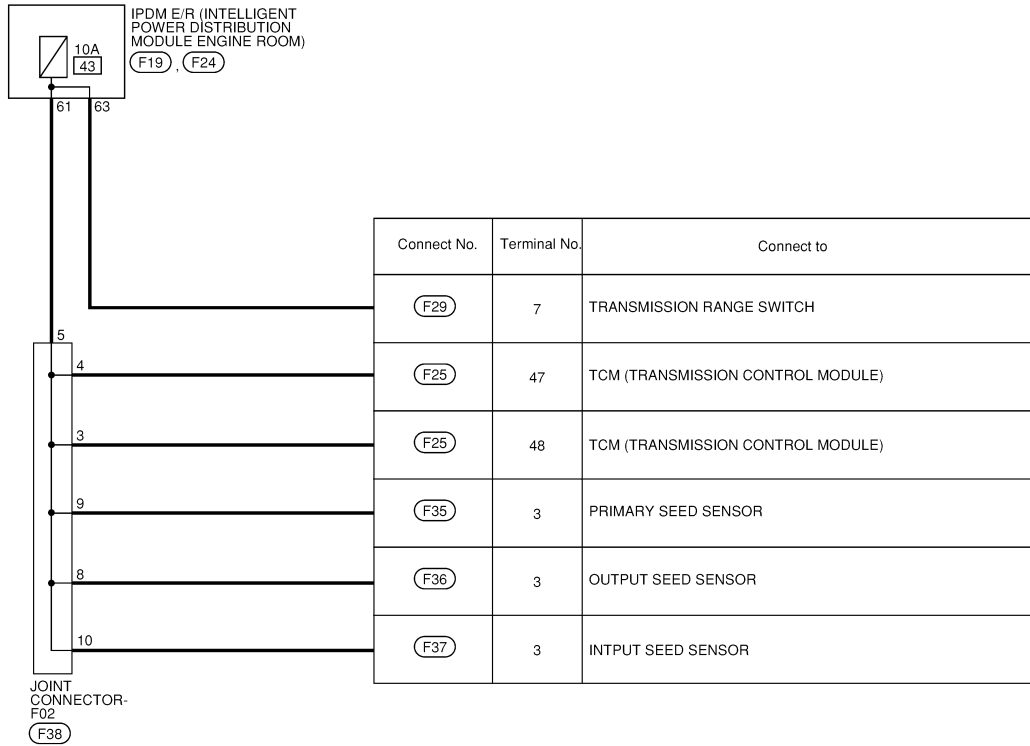 IPDM E/R (INTELLIGENT
POWER DISTRIBUTION
MODULE ENGINE ROOM)
F19 , F24
10A
43
61 63
Connect No. Terminal No. Connect to
F29 7 TRANSMISSION RANGE SWITCH
5
4 F25 47 TCM (TRANSMISSION CONTROL MODULE)
3 F25 48 TCM (TRANSMISSION CONTROL MODULE)
9 F35 3 PRIMARY SEED SENSOR
8 F36 3 OUTPUT SEED SENSOR
10 F37 3 INTPUT SEED SENSOR
JOINT
CONNECTOR-
F02
F38